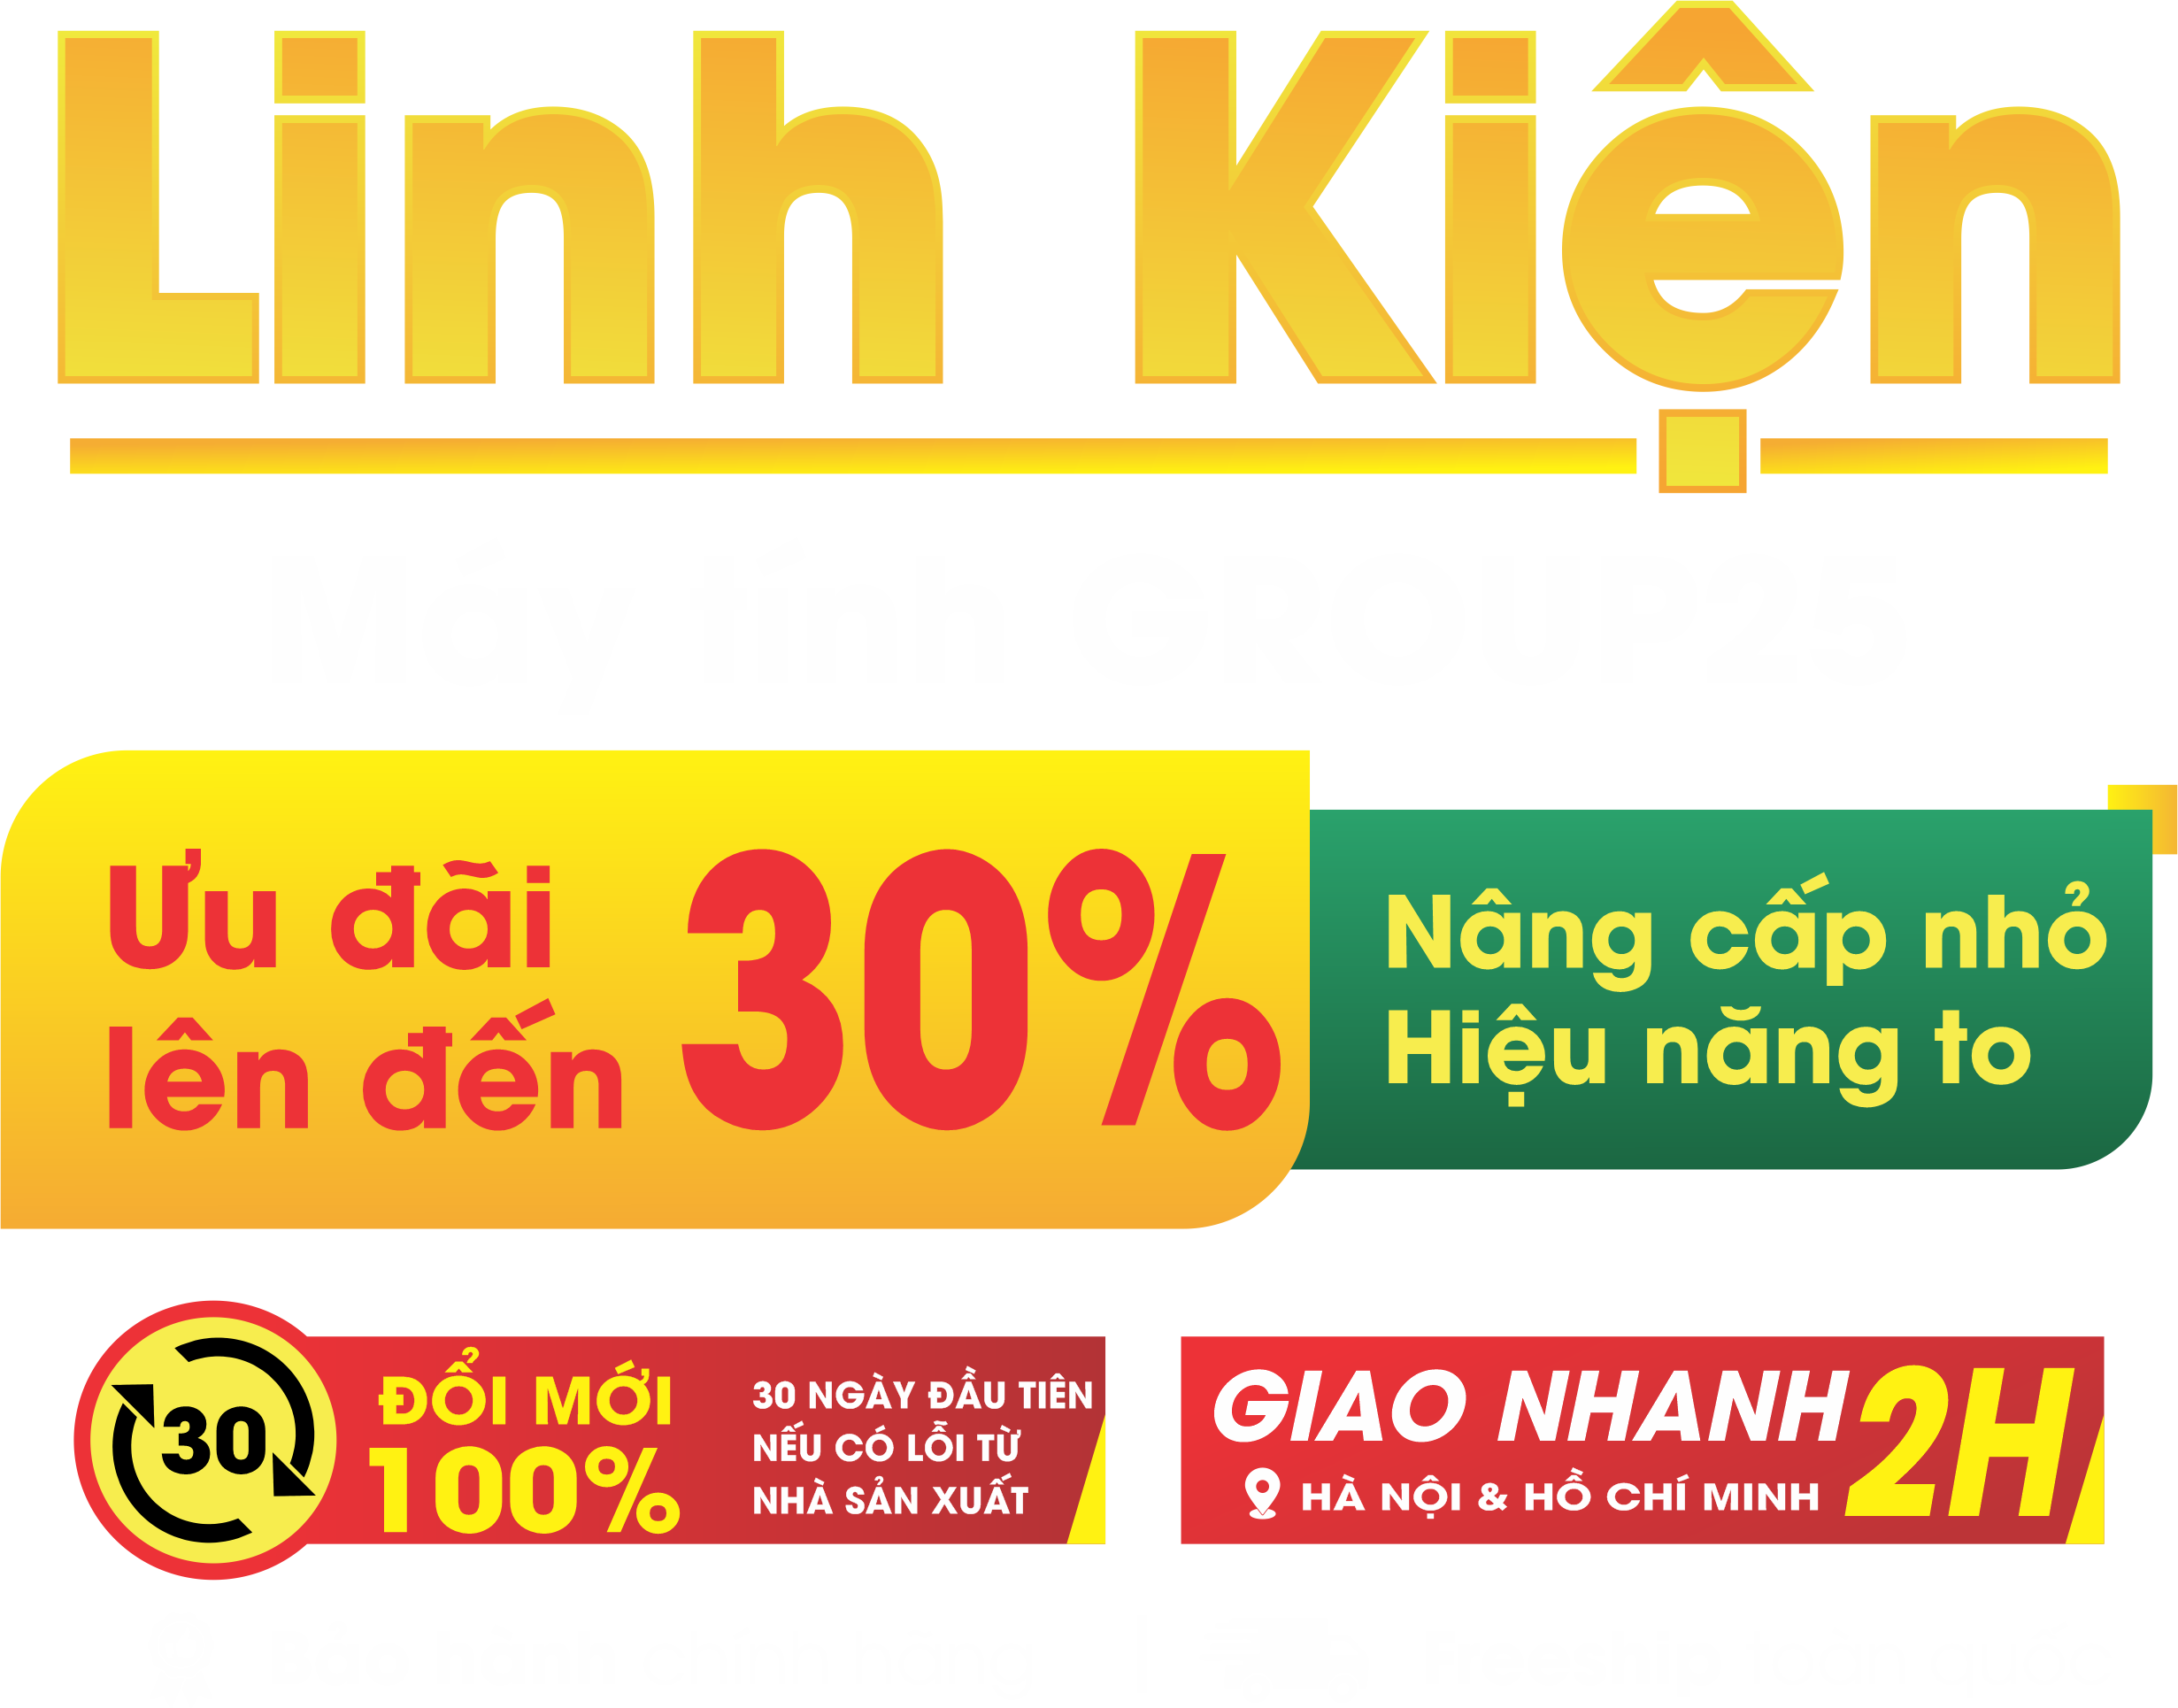 Linh Kiện
Ưu đãi
lên đến
30%
Nâng cấp nhỏ
Hiệu năng to
30
ĐỔI MỚI
100%
30 NGÀY ĐẦU TIÊN
NẾU CÓ LỖI TỪ
NHÀ SẢN XUẤT
GIAO NHANH 2H
HÀ NỘI & HỒ CHÍ MINH